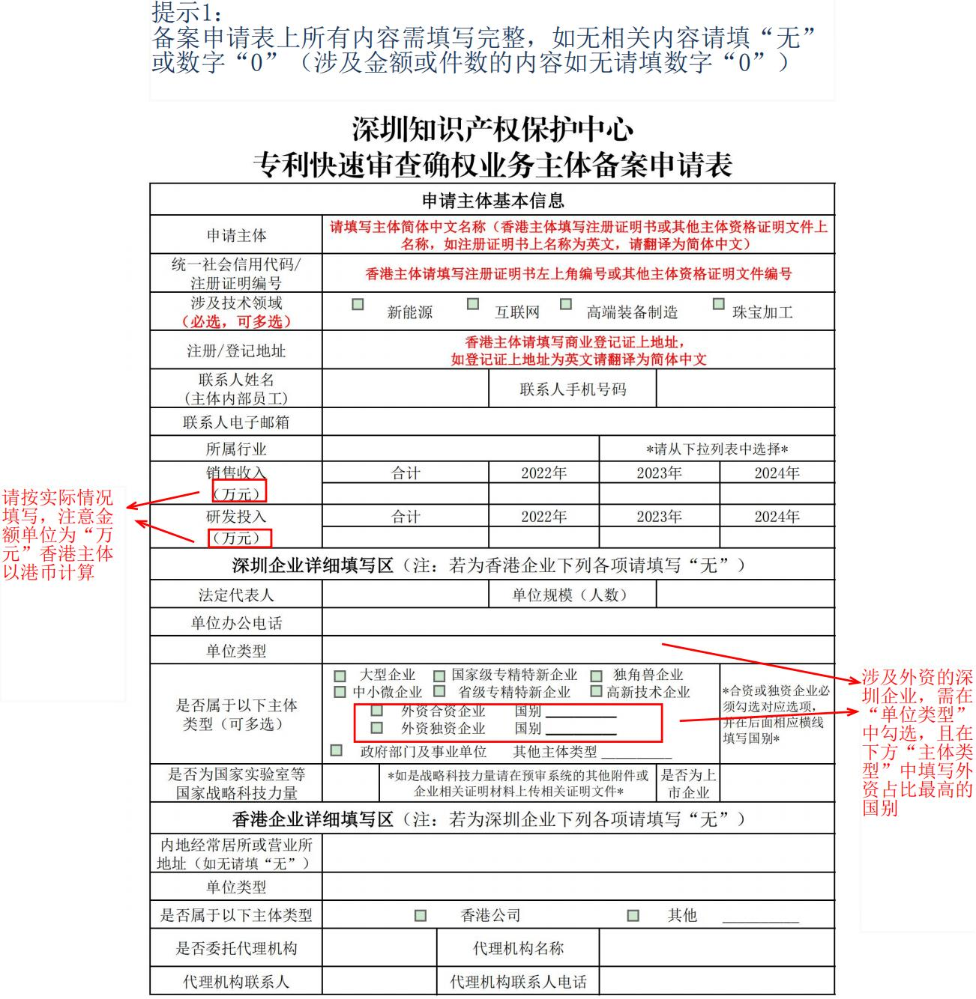 提示1：
备案申请表上所有内容需填写完整，如无相关内容请填“无”
或数字“0”（涉及金额或件数的内容如无请填数字“0”）
深圳知识产权保护中心
专利快速审查确权业务主体备案申请表
申请主体基本信息
申请主体
请填写主体简体中文名称（香港主体填写注册证明书或其他主体资格证明文件上
名称，如注册证明书上名称为英文，请翻译为简体中文）
统一社会信用代码/
注册证明编号
香港主体请填写注册证明书左上角编号或其他主体资格证明文件编号
涉及技术领域
（必选，可多选）
新能源 互联网 高端装备制造 珠宝加工
注册/登记地址
香港主体请填写商业登记证上地址，
如登记证上地址为英文请翻译为简体中文
联系人姓名
(主体内部员工)
联系人手机号码
联系人电子邮箱
所属行业
*请从下拉列表中选择*
销售收入
（万元）
合计 2022年 2023年 2024年
研发投入
（万元）
合计 2022年 2023年 2024年
请按实际情况
填写，注意金
额单位为“万
元”香港主体
以港币计算
深圳企业详细填写区（注：若为香港企业下列各项请填写“无”）
法定代表人
单位规模（人数）
单位办公电话
单位类型
是否属于以下主体
类型（可多选）
大型企业 国家级专精特新企业 独角兽企业
中小微企业 省级专精特新企业 高新技术企业
外资合资企业 国别 ________
外资独资企业 国别 ________
政府部门及事业单位 其他主体类型 ________
*合资或独资企业必
须勾选对应选项，
并在后面相应横线
填写国别*
涉及外资的深
圳企业，需在
“单位类型”
中勾选，且在
下方“主体类
型”中填写外
资占比最高的
国别
是否为国家实验室等
国家战略科技力量
*如是战略科技力量请在预审系统的其他附件或
企业相关证明材料上传相关证明文件*
是否为上
市企业
香港企业详细填写区（注：若为深圳企业下列各项请填写“无”）
内地经常居所或营业所
地址（如无请填“无”）
单位类型
是否属于以下主体类型
香港公司 其他 ________
是否委托代理机构
代理机构名称
代理机构联系人
代理机构联系人电话